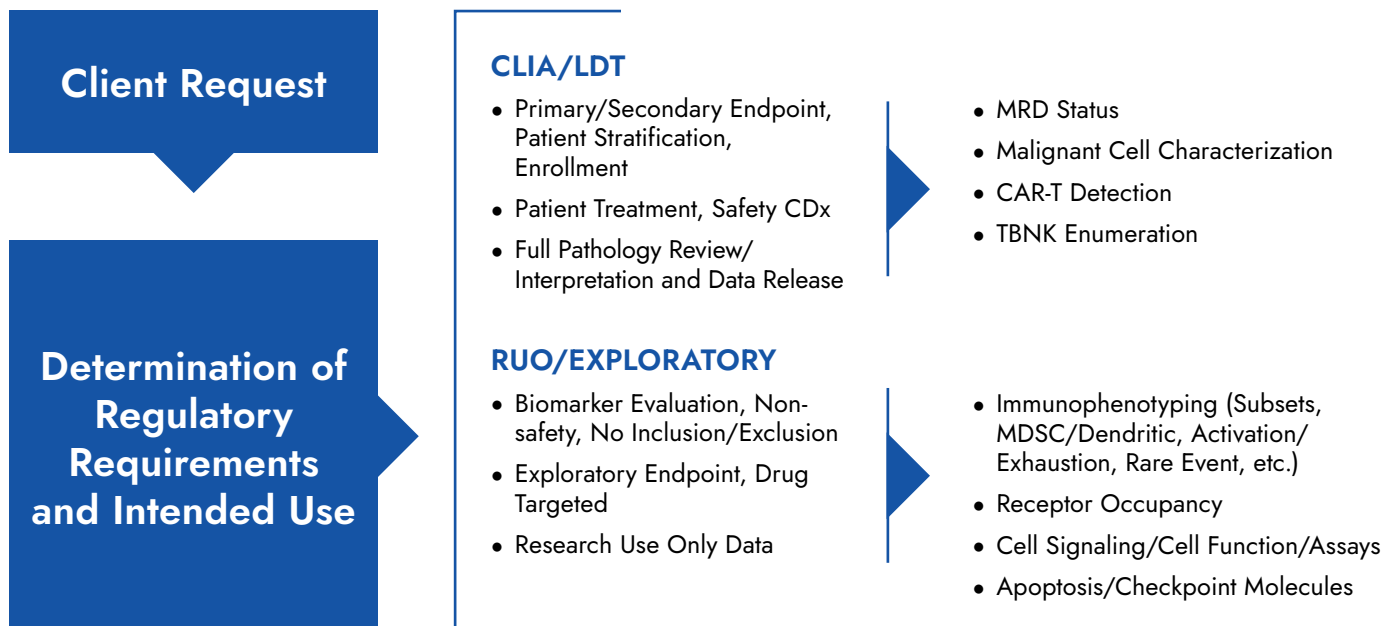 Client Request
Determination of
Regulatory
Requirements
and Intended Use
CLIA/LDT
• Primary/Secondary Endpoint,
Patient Stratification,
Enrollment
• Patient Treatment, Safety CDx
• Full Pathology Review/
Interpretation and Data Release
• MRD Status
• Malignant Cell Characterization
• CAR-T Detection
• TBNK Enumeration
RUO/EXPLORATORY
• Biomarker Evaluation, Non-
safety, No Inclusion/Exclusion
• Exploratory Endpoint, Drug
Targeted
• Research Use Only Data
• Immunophenotyping (Subsets,
MDSC/Dendritic, Activation/
Exhaustion, Rare Event, etc.)
• Receptor Occupancy
• Cell Signaling/Cell Function/Assays
• Apoptosis/Checkpoint Molecules